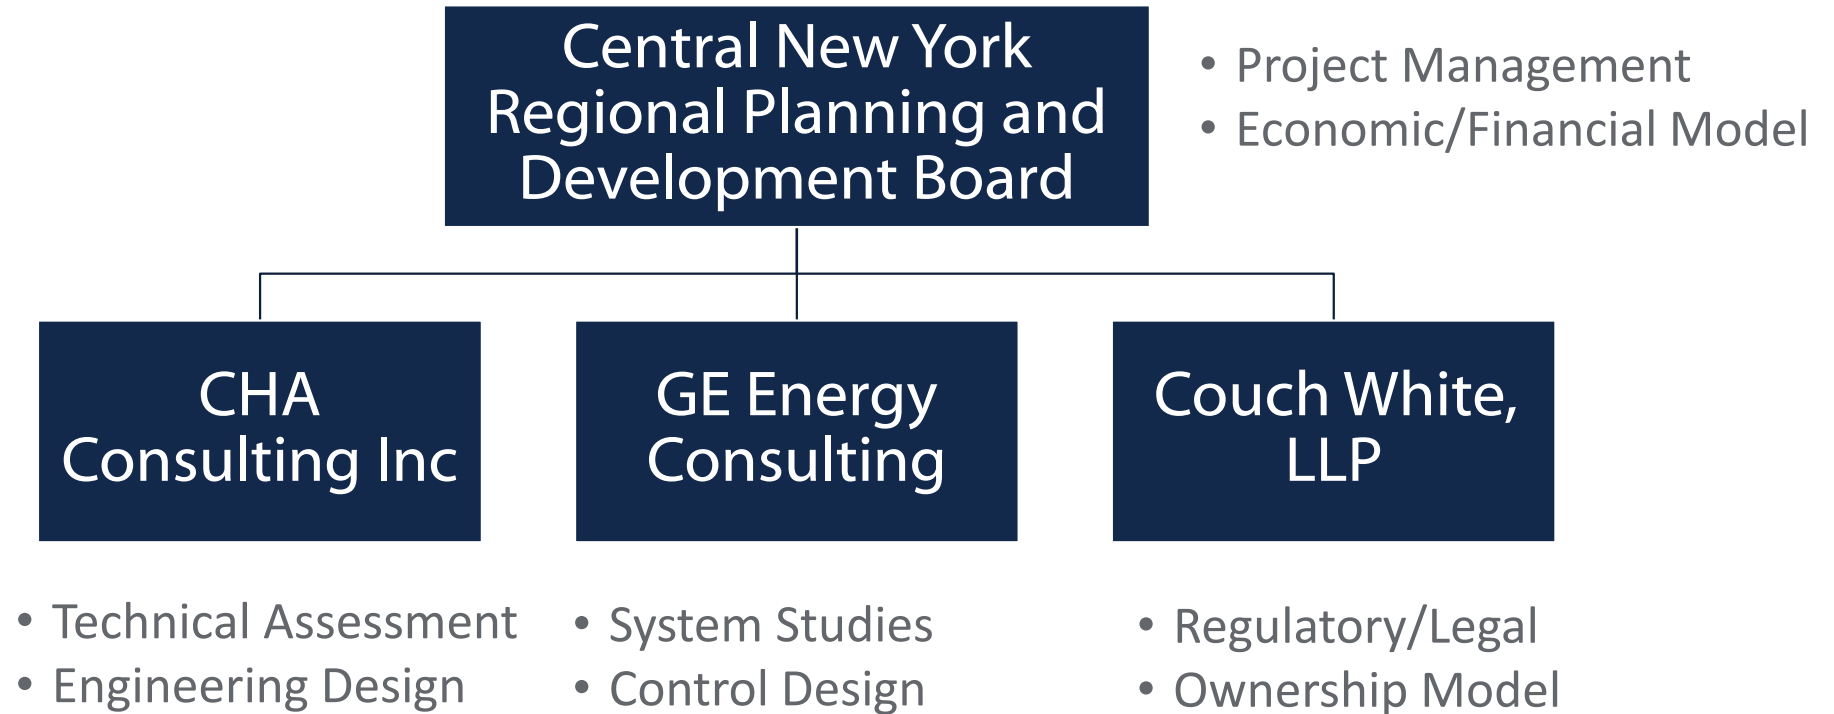 Central New York
Regional Planning and
Development Board
• Project Management
• Economic/Financial Model
CHA
Consulting Inc
GE Energy
Consulting
Couch White,
LLP
• Technical Assessment
• Engineering Design
• System Studies
• Control Design
• Regulatory/Legal
• Ownership Model